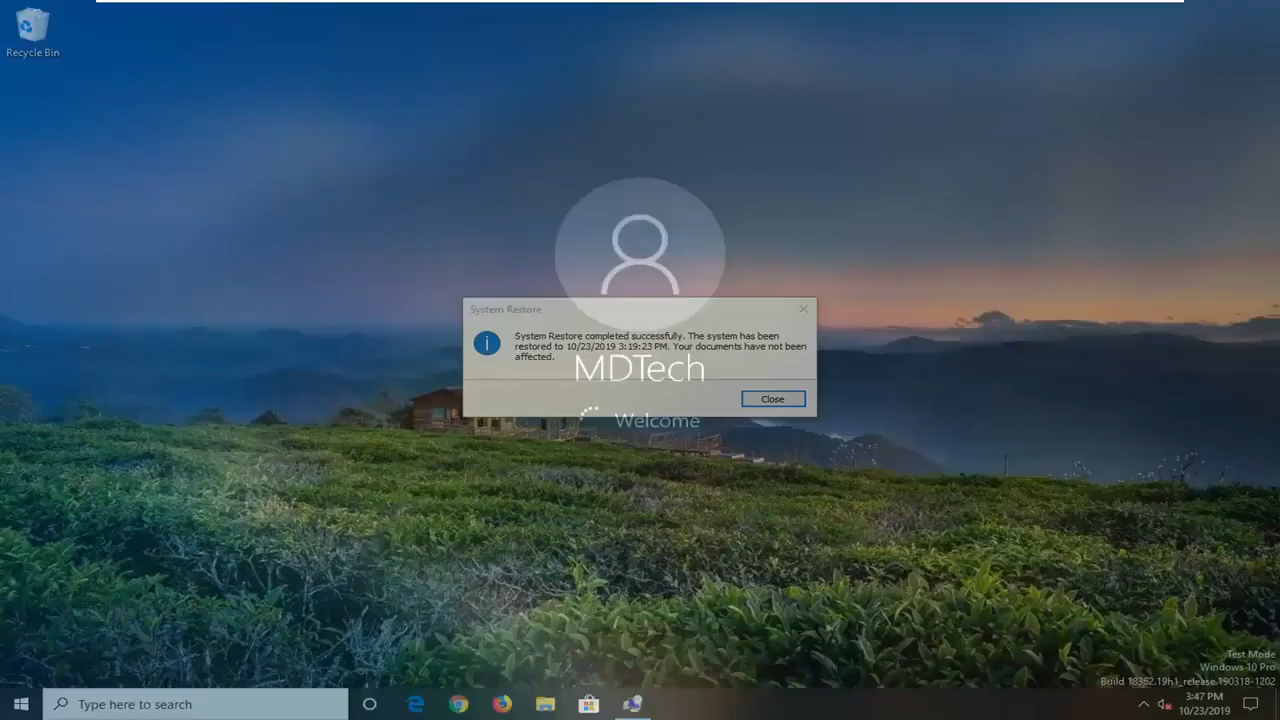 Recycle Bin
System Restore
System Restore completed successfully. The system has been
restored to 10/23/2019 3:19:23 PM. Your documents have not been
affected.
MDTech
Close
Welcome
Test Mode
Windows 10 Pro
Build 18362.19h1_release.190318-1202
Type here to search
3:47 PM
10/23/2019